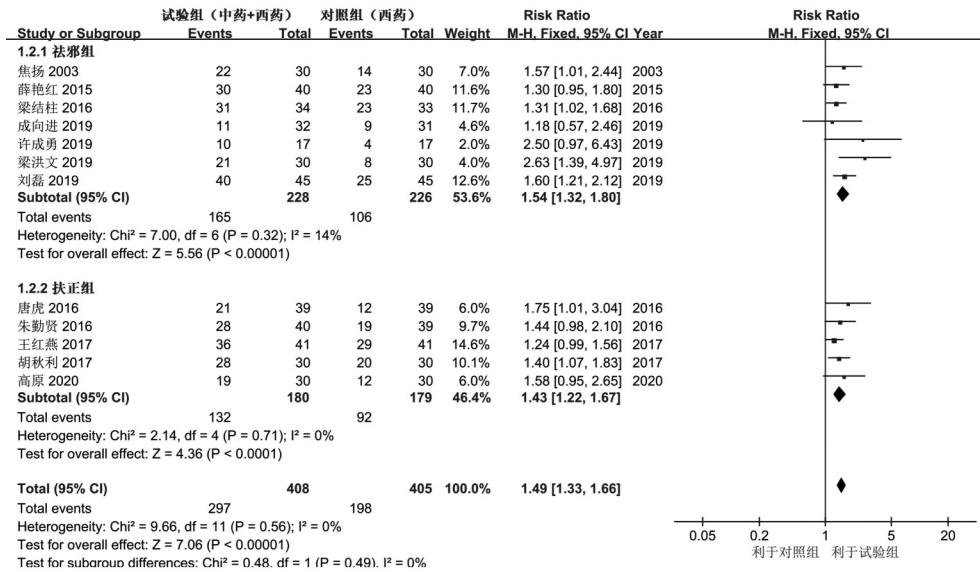 试验组（中药+西药） 对照组（西药） Risk Ratio Risk Ratio
Study or Subgroup Events Total Events Total Weight M-H, Fixed, 95% CI Year M-H, Fixed, 95% CI
1.2.1 祛邪组
焦扬 2003 22 30 14 30 7.0% 1.57 [1.01, 2.44] 2003
薛艳红 2015 30 40 23 40 11.6% 1.30 [0.95, 1.80] 2015
梁结柱 2016 31 34 23 33 11.7% 1.31 [1.02, 1.68] 2016
成向进 2019 11 32 9 31 4.6% 1.18 [0.57, 2.46] 2019
许成勇 2019 10 17 4 17 2.0% 2.50 [0.97, 6.43] 2019
梁洪文 2019 21 30 8 30 4.0% 2.63 [1.39, 4.97] 2019
刘磊 2019 40 45 25 45 12.6% 1.60 [1.21, 2.12] 2019
Subtotal (95% CI) 228 226 53.6% 1.54 [1.32, 1.80]
Total events 165 106
Heterogeneity: Chi² = 7.00, df = 6 (P = 0.32); I² = 14%
Test for overall effect: Z = 5.56 (P < 0.00001)
1.2.2 扶正组
唐虎 2016 21 39 12 39 6.0% 1.75 [1.01, 3.04] 2016
朱勤贤 2016 28 40 19 39 9.7% 1.44 [0.98, 2.10] 2016
王红燕 2017 36 41 29 41 14.6% 1.24 [0.99, 1.56] 2017
胡秋利 2017 28 30 20 30 10.1% 1.40 [1.07, 1.83] 2017
高原 2020 19 30 12 30 6.0% 1.58 [0.95, 2.65] 2020
Subtotal (95% CI) 180 179 46.4% 1.43 [1.22, 1.67]
Total events 132 92
Heterogeneity: Chi² = 2.14, df = 4 (P = 0.71); I² = 0%
Test for overall effect: Z = 4.36 (P < 0.0001)
Total (95% CI) 408 405 100.0% 1.49 [1.33, 1.66]
Total events 297 198
Heterogeneity: Chi² = 9.66, df = 11 (P = 0.56); I² = 0%
Test for overall effect: Z = 7.06 (P < 0.00001)
Test for subgroup differences: Chi² = 0.48, df = 1 (P = 0.49), I² = 0%
0.05 0.2 1 5 20
利于对照组 利于试验组